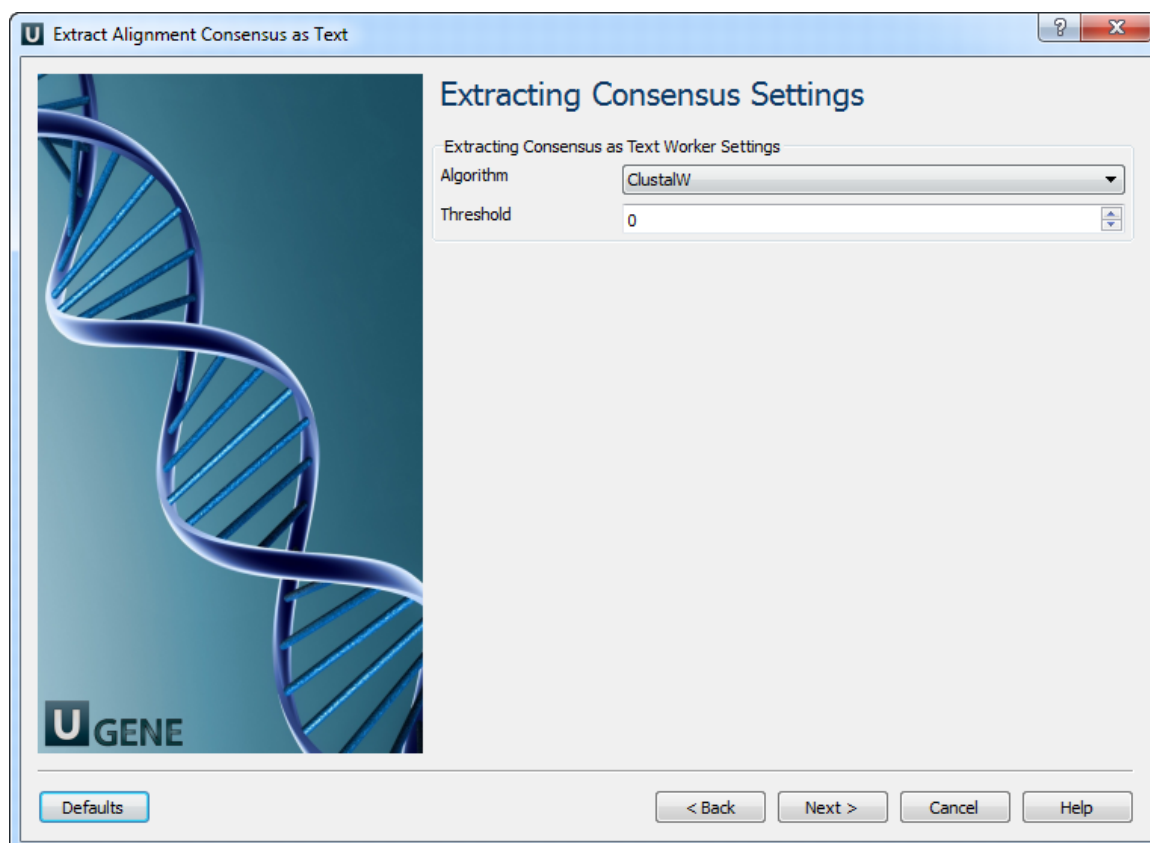 U Extract Alignment Consensus as Text
? X
Extracting Consensus Settings
Extracting Consensus as Text Worker Settings
Algorithm ClustalW
Threshold 0
U GENE
Defaults < Back Next > Cancel Help